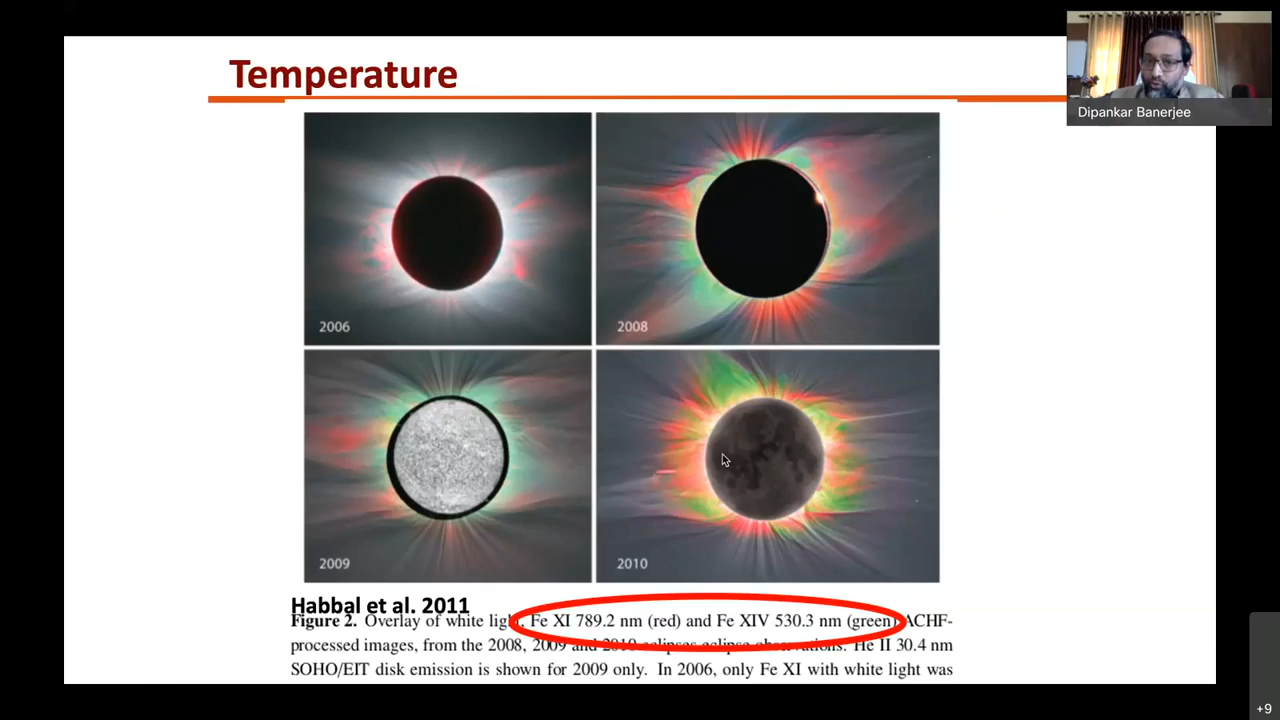 Temperature
Dipankar Banerjee
2006
2008
2009
2010
Habbal et al. 2011
Figure 2. Overlay of white light, Fe XI 789.2 nm (red) and Fe XIV 530.3 nm (green) ACHF-
processed images, from the 2008, 2009 and 2010 eclipses eclipse observations. He II 30.4 nm
SOHO/EIT disk emission is shown for 2009 only. In 2006, only Fe XI with white light was
+9